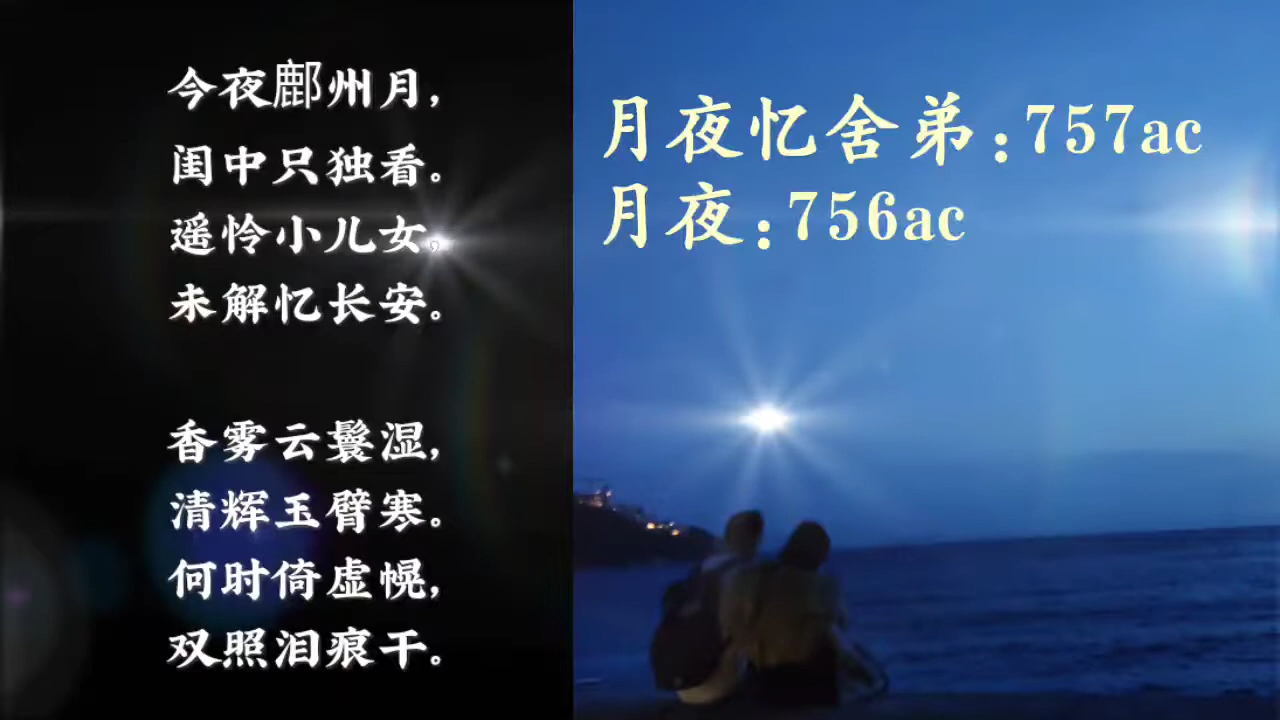 今夜鄜州月，
闺中只独看。
遥怜小儿女，
未解忆长安。
香雾云鬟湿，
清辉玉臂寒。
何时倚虚幌，
双照泪痕干。
月夜忆舍弟：757ac
月夜：756ac